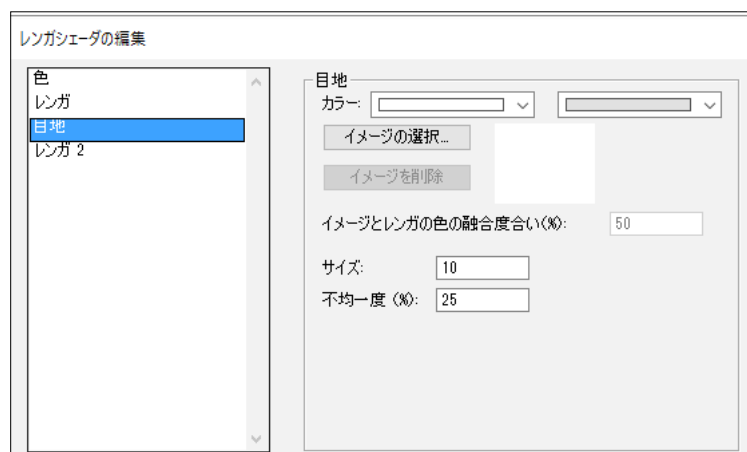 レンガシェーダの編集
色
レンガ
目地
レンガ 2
目地
カラー:
イメージの選択...
イメージを削除
イメージとレンガの色の融合度合い(%): 50
サイズ: 10
不均一度 (%): 25